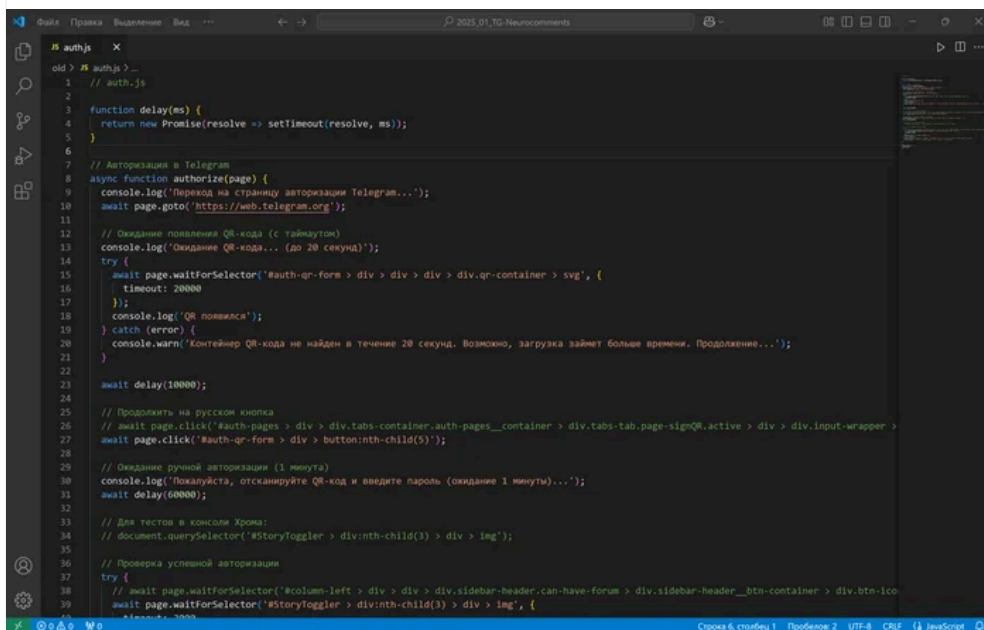 Файл Правка Выделение Вид ···
2025_01_TG-Neurocomments
JS auth.js
old > JS auth.js > ...
1 // auth.js
2
3 function delay(ms) {
4 return new Promise(resolve => setTimeout(resolve, ms));
5 }
6
7 // Авторизация в Telegram
8 async function authorize(page) {
9 console.log('Переход на страницу авторизации Telegram...');
10 await page.goto('https://web.telegram.org');
11
12 // Ожидание появления QR-кода (с таймаутом)
13 console.log('Ожидание QR-кода... (до 20 секунд)');
14 try {
15 await page.waitForSelector('#auth-qr-form > div > div > div > div.qr-container > svg', {
16 timeout: 20000
17 });
18 console.log('QR появился');
19 } catch (error) {
20 console.warn('Контейнер QR-кода не найден в течение 20 секунд. Возможно, загрузка займет больше времени. Продолжение...');
21 }
22
23 await delay(10000);
24
25 // Продолжить на русском кнопка
26 // await page.click('#auth-pages > div > div.tabs-container.auth-pages__container > div.tabs-tab.page-signQR.active > div > div.input-wrapper >
27 await page.click('#auth-qr-form > div > button:nth-child(5)');
28
29 // Ожидание ручной авторизации (1 минута)
30 console.log('Пожалуйста, отсканируйте QR-код и введите пароль (ожидание 1 минуты)...');
31 await delay(60000);
32
33 // Для тестов в консоли Хрома:
34 // document.querySelector('#StoryToggler > div:nth-child(3) > div > img');
35
36 // Проверка успешной авторизации
37 try {
38 // await page.waitForSelector('#column-left > div > div > div.sidebar-header.can-have-forum > div.sidebar-header__btn-container > div.btn-ico
39 await page.waitForSelector('#StoryToggler > div:nth-child(3) > div > img', {
0 0 0 Строка 6, столбец 1 Пробелов: 2 UTF-8 CRLF {} JavaScript